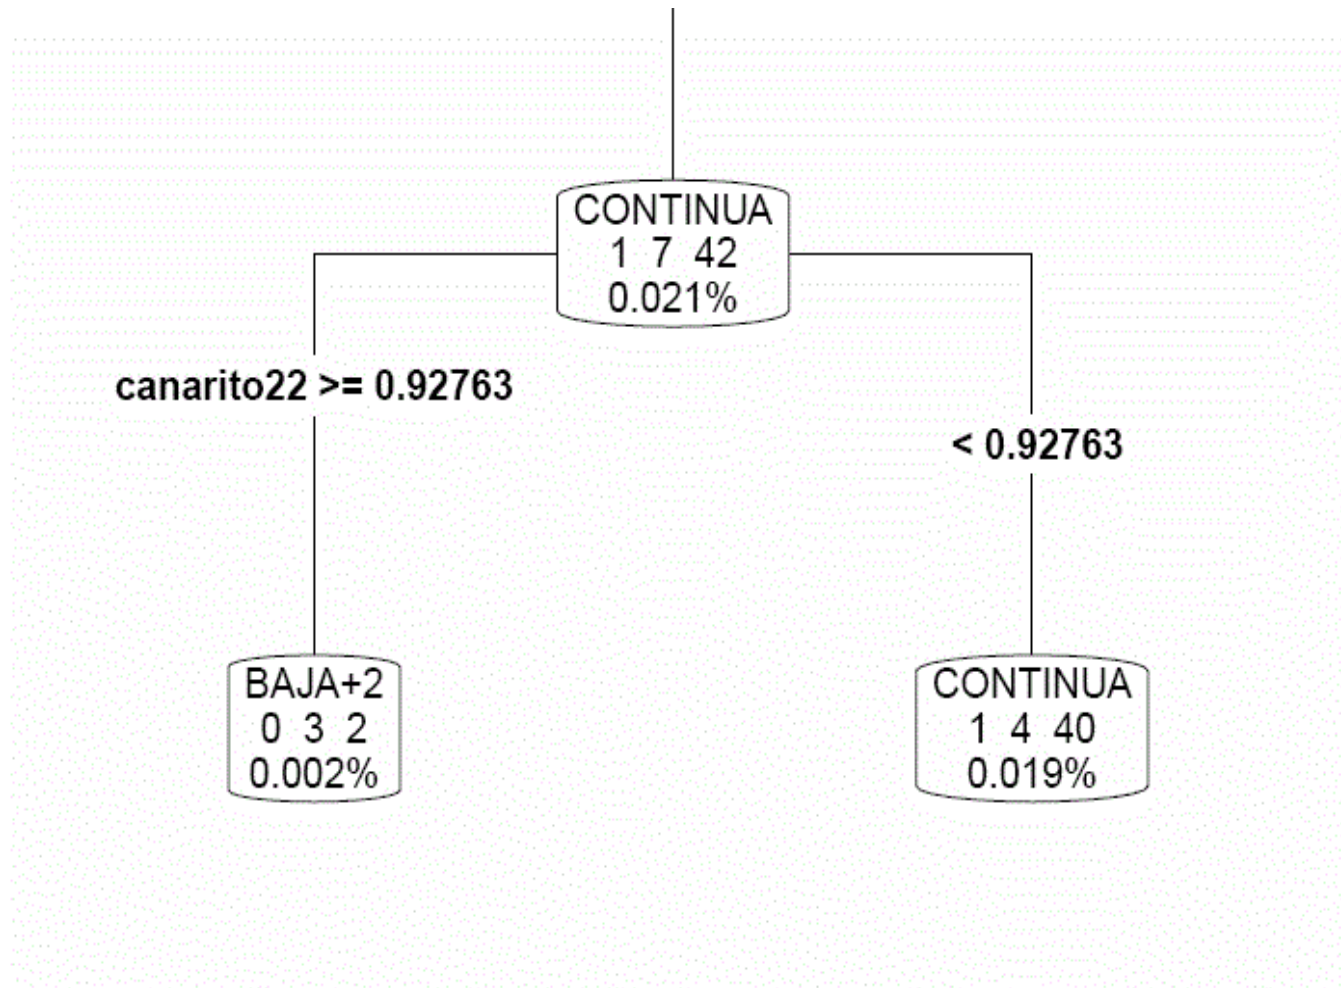 CONTINUA
1 7 42
0.021%
canarito22 >= 0.92763
< 0.92763
BAJA+2
0 3 2
0.002%
CONTINUA
1 4 40
0.019%